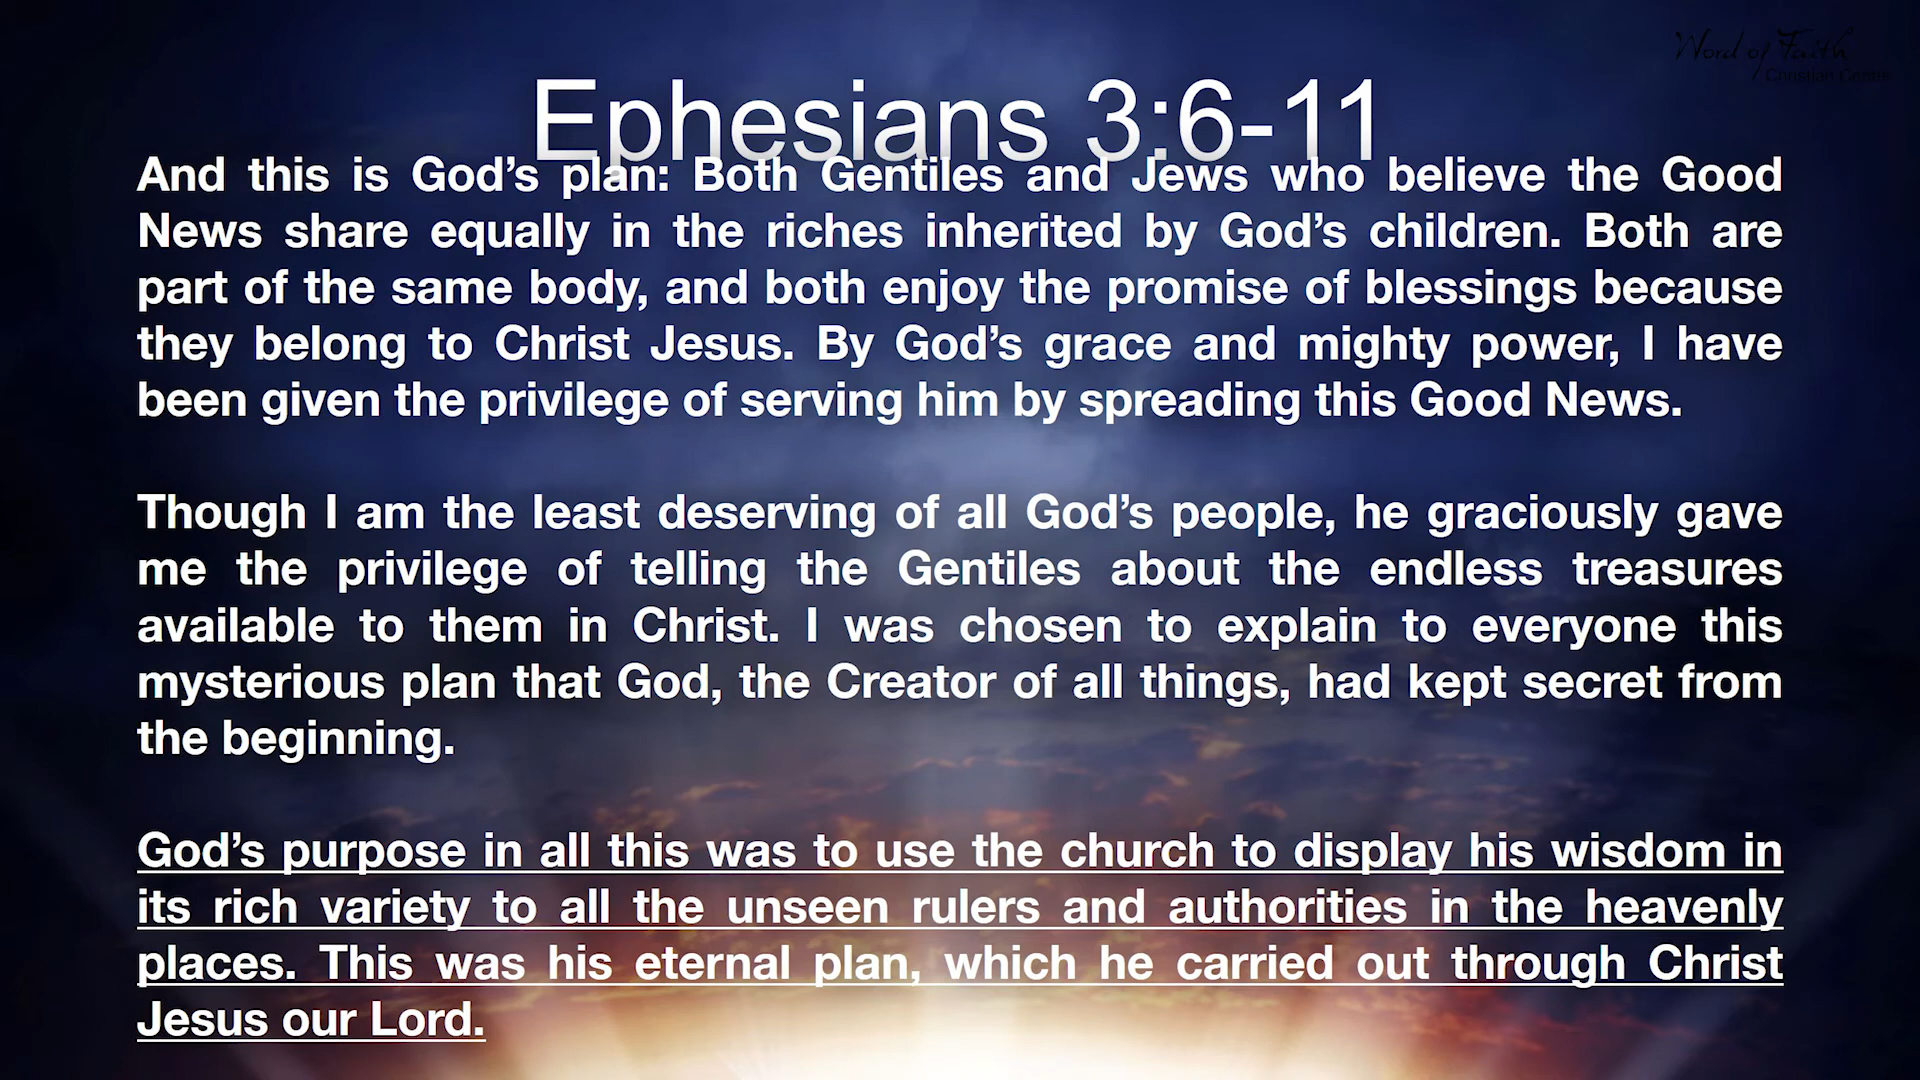 Word of Faith
Christian Center
Ephesians 3:6-11
And this is God’s plan: Both Gentiles and Jews who believe the Good
News share equally in the riches inherited by God’s children. Both are
part of the same body, and both enjoy the promise of blessings because
they belong to Christ Jesus. By God’s grace and mighty power, I have
been given the privilege of serving him by spreading this Good News.
Though I am the least deserving of all God’s people, he graciously gave
me the privilege of telling the Gentiles about the endless treasures
available to them in Christ. I was chosen to explain to everyone this
mysterious plan that God, the Creator of all things, had kept secret from
the beginning.
God’s purpose in all this was to use the church to display his wisdom in
its rich variety to all the unseen rulers and authorities in the heavenly
places. This was his eternal plan, which he carried out through Christ
Jesus our Lord.